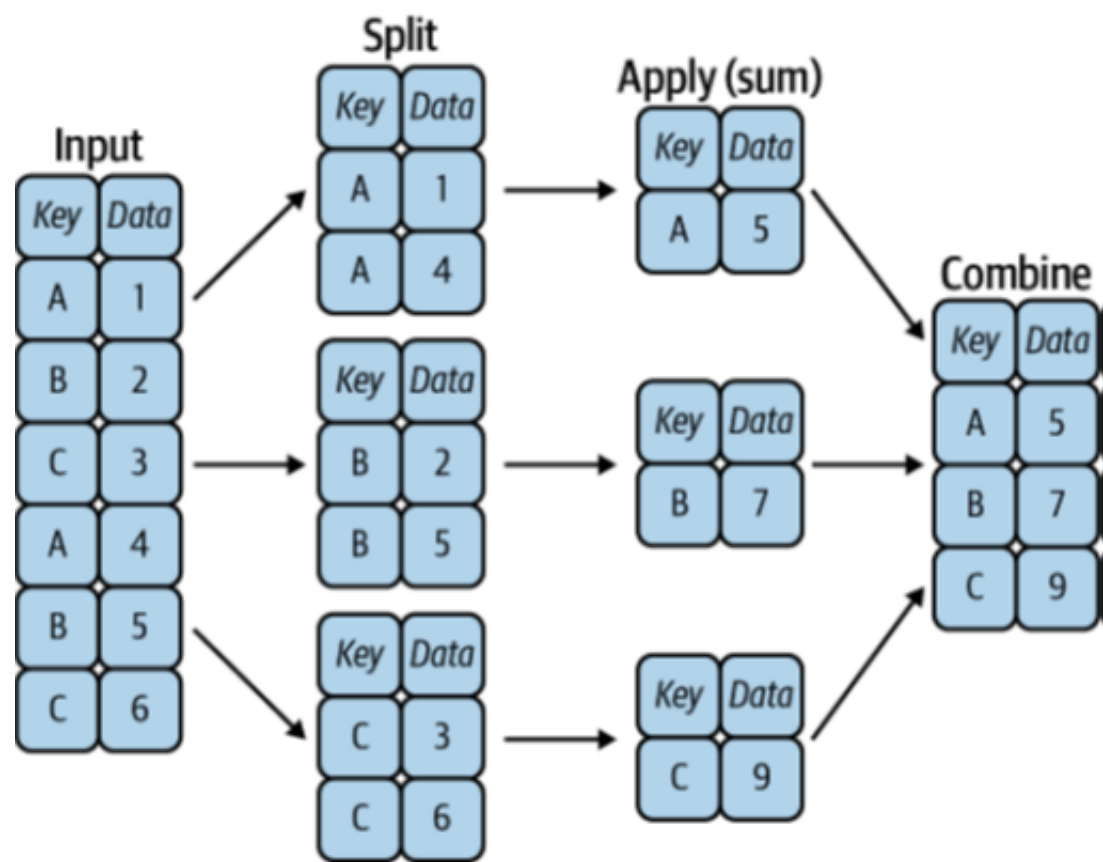 Input
Key Data
A 1
B 2
C 3
A 4
B 5
C 6
Split
Key Data
A 1
A 4
Key Data
B 2
B 5
Key Data
C 3
C 6
Apply (sum)
Key Data
A 5
Key Data
B 7
Key Data
C 9
Combine
Key Data
A 5
B 7
C 9